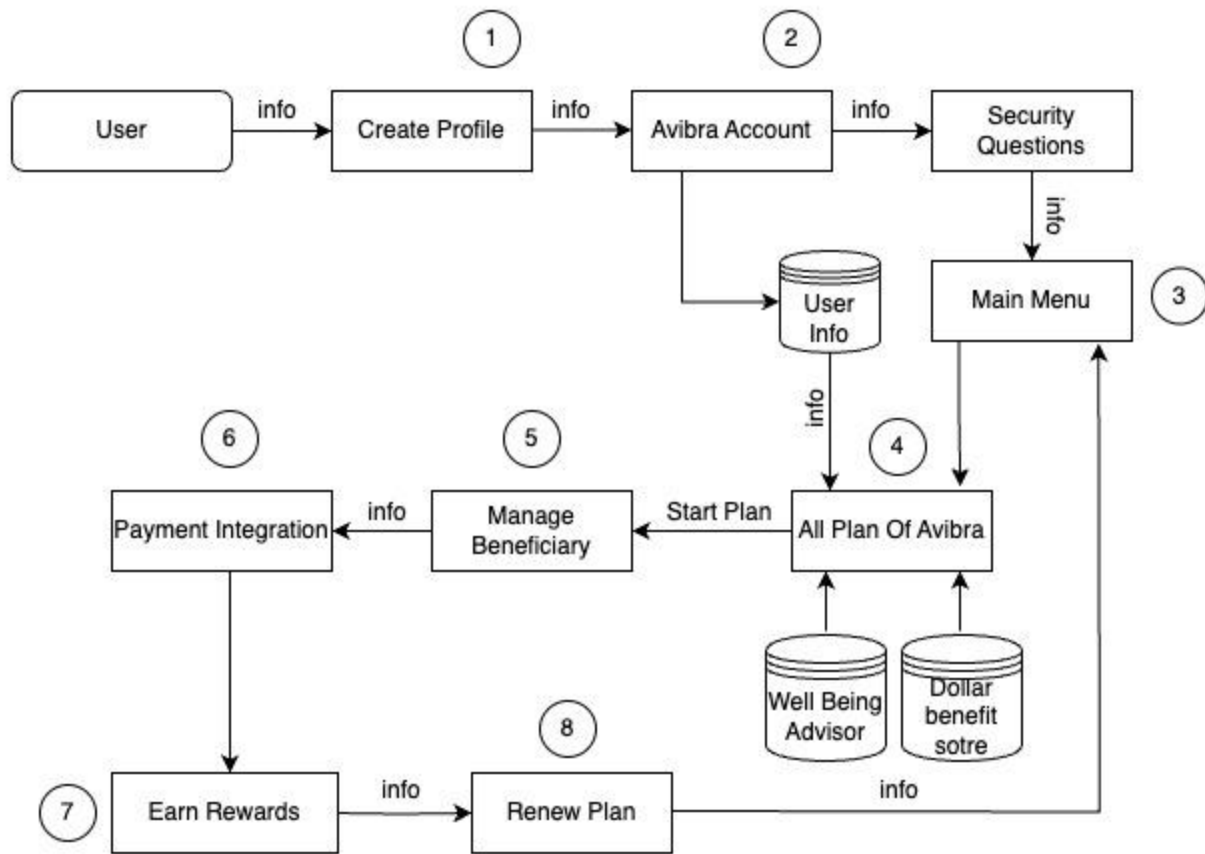 1
2
User
info
Create Profile
info
Avibra Account
info
Security
Questions
info
User
Info
Main Menu
3
info
6
5
4
Payment Integration
info
Manage
Beneficiary
Start Plan
All Plan Of Avibra
Well Being
Advisor
Dollar
benefit
sotre
8
7
Earn Rewards
info
Renew Plan
info